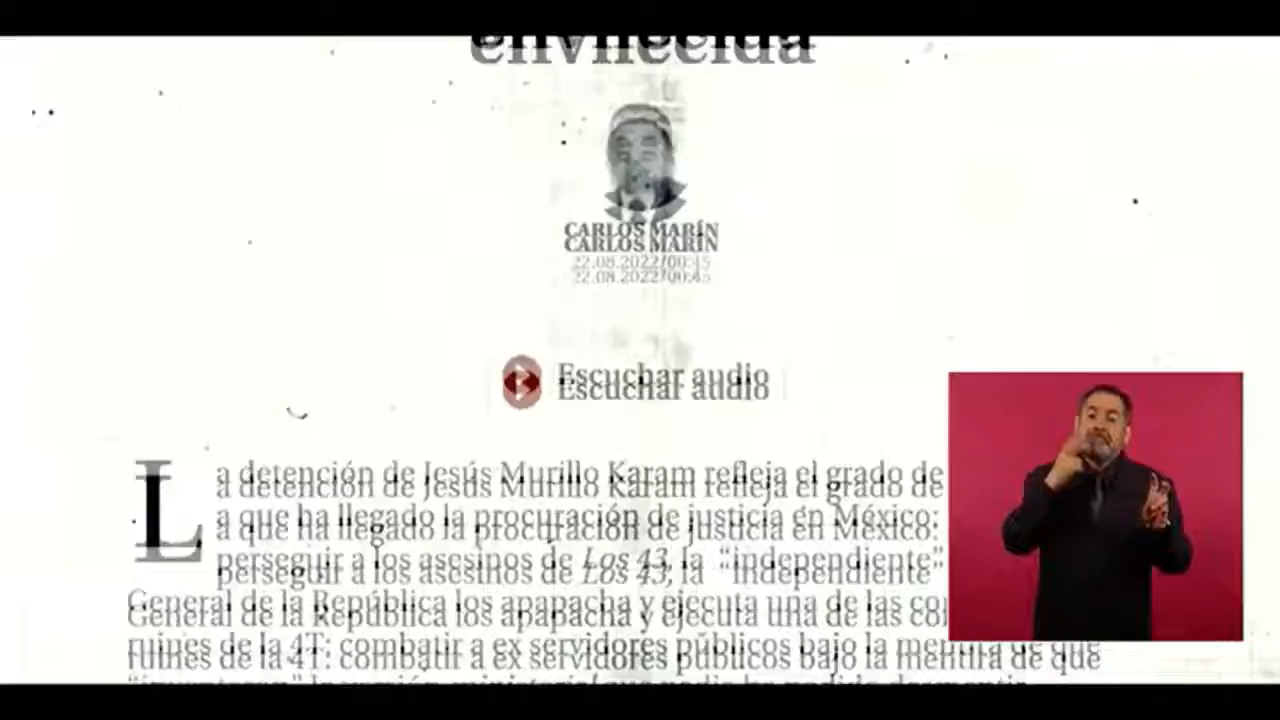 envilecida
CARLOS MARÍN
22.08.2022/00:45
Escuchar audio
La detención de Jesús Murillo Karam refleja el grado de
a que ha llegado la procuración de justicia en México:
perseguir a los asesinos de Los 43, la “independiente”
General de la República los apapacha y ejecuta una de las
ruines de la 4T: combatir a ex servidores públicos bajo la mentira de que